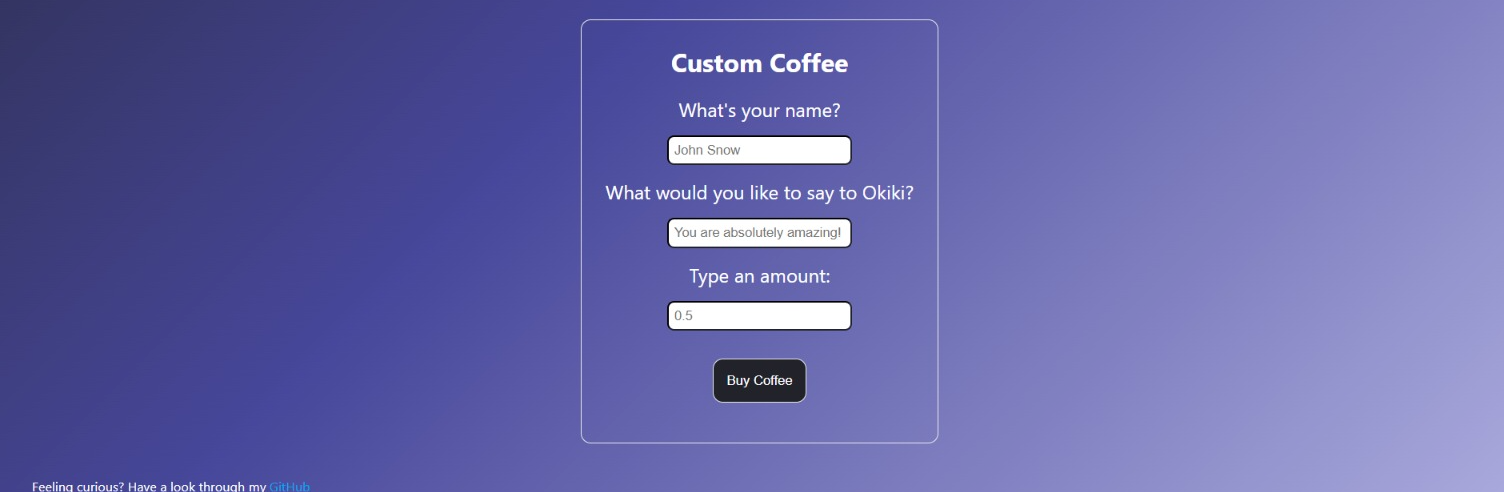 Custom Coffee
What's your name?
John Snow
What would you like to say to Okiki?
You are absolutely amazing!
Type an amount:
0.5
Buy Coffee
Feeling curious? Have a look through my GitHub